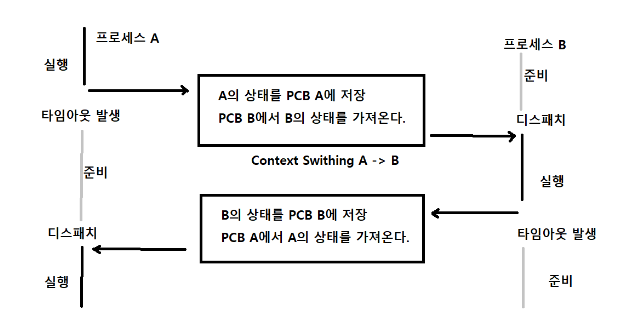 프로세스 A
프로세스 B
실행
준비
A의 상태를 PCB A에 저장
PCB B에서 B의 상태를 가져온다.
타임아웃 발생
디스패치
Context Swithing A -> B
준비
실행
B의 상태를 PCB B에 저장
PCB A에서 A의 상태를 가져온다.
디스패치
타임아웃 발생
실행
준비